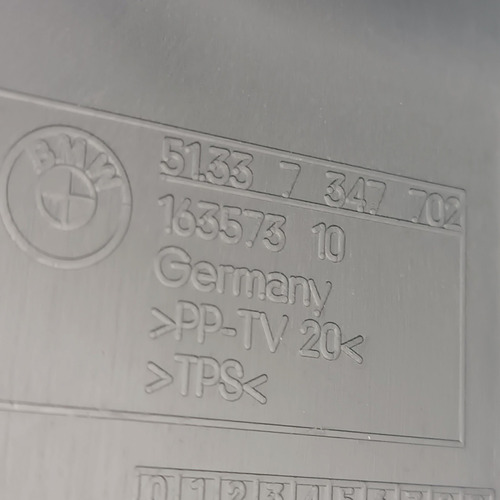 BMW
51.33 7 347 702
163573 10
Germany
>PP-TV 20<
>TPS<